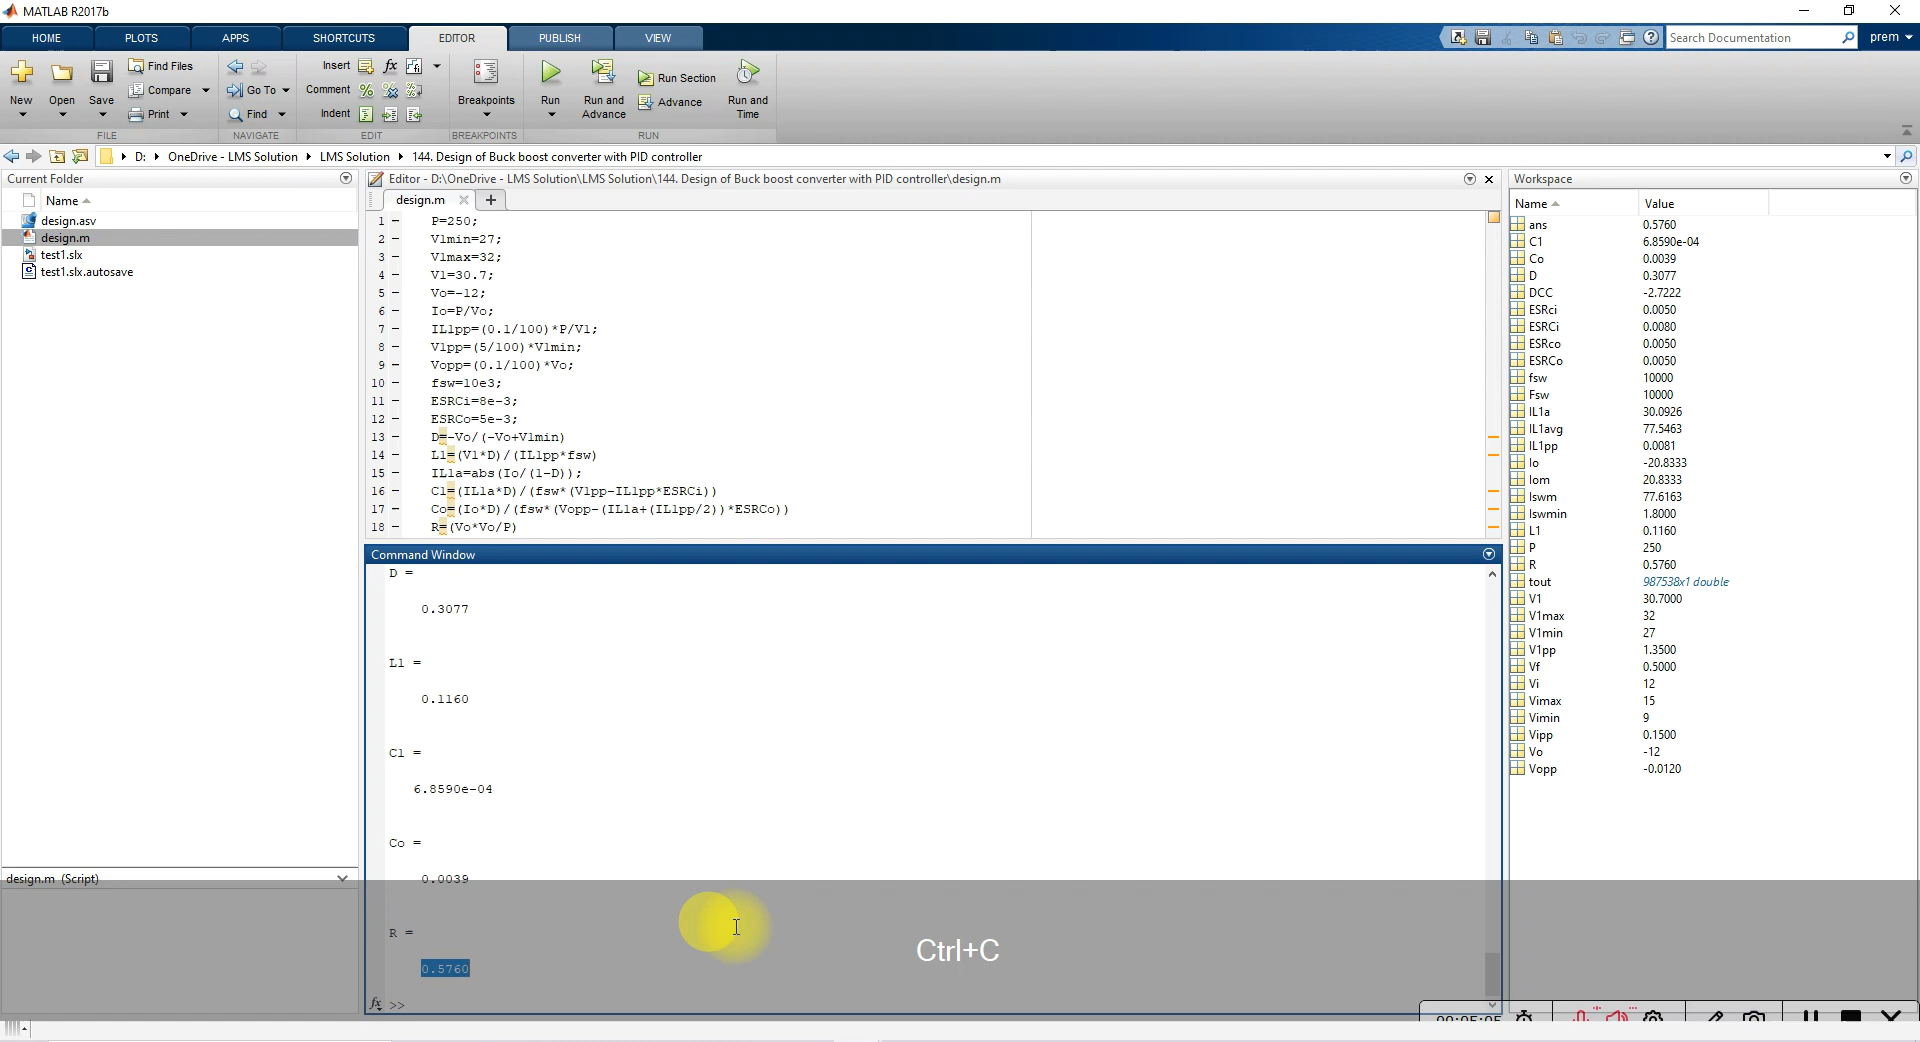 MATLAB R2017b
HOME PLOTS APPS SHORTCUTS EDITOR PUBLISH VIEW Search Documentation prem
New Open Save Find Files Compare Print
Go To Find
Insert fx
Comment
Indent
Breakpoints
Run Run and Advance Run Section Advance Run and Time
FILE NAVIGATE EDIT BREAKPOINTS RUN
D: OneDrive - LMS Solution LMS Solution 144. Design of Buck boost converter with PID controller
Current Folder
Name
design.asv
design.m
test1.slx
test1.slx.autosave
design.m (Script)
Editor - D:\OneDrive - LMS Solution\LMS Solution\144. Design of Buck boost converter with PID controller\design.m
design.m
1 - P=250;
2 - V1min=27;
3 - V1max=32;
4 - V1=30.7;
5 - Vo=-12;
6 - Io=P/Vo;
7 - IL1pp=(0.1/100)*P/V1;
8 - V1pp=(5/100)*V1min;
9 - Vopp=(0.1/100)*Vo;
10 - fsw=10e3;
11 - ESRCi=8e-3;
12 - ESRCo=5e-3;
13 - D=-Vo/(-Vo+V1min)
14 - L1=(V1*D)/(IL1pp*fsw)
15 - IL1a=abs(Io/(1-D));
16 - C1=(IL1a*D)/(fsw*(V1pp-IL1pp*ESRCi))
17 - Co=(Io*D)/(fsw*(Vopp-(IL1a+(IL1pp/2))*ESRCo))
18 - R=(Vo*Vo/P)
Command Window
D =
0.3077
L1 =
0.1160
C1 =
6.8590e-04
Co =
0.0039
R =
0.5760
fx >>
Ctrl+C
Workspace
Name Value
ans 0.5760
C1 6.8590e-04
Co 0.0039
D 0.3077
DCC -2.7222
ESRci 0.0050
ESRCi 0.0080
ESRco 0.0050
ESRCo 0.0050
fsw 10000
Fsw 10000
IL1a 30.0926
IL1avg 77.5463
IL1pp 0.0081
Io -20.8333
Iom 20.8333
Iswm 77.6163
Iswmin 1.8000
L1 0.1160
P 250
R 0.5760
tout 987538x1 double
V1 30.7000
V1max 32
V1min 27
V1pp 1.3500
Vf 0.5000
Vi 12
Vimax 15
Vimin 9
Vipp 0.1500
Vo -12
Vopp -0.0120